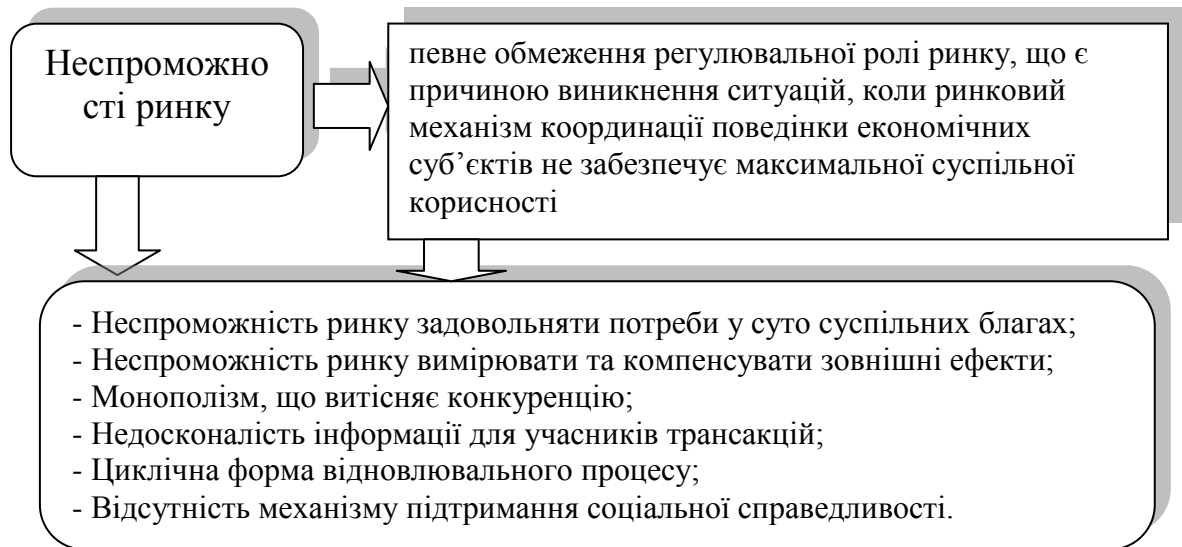 Неспроможно
сті ринку
певне обмеження регулювальної ролі ринку, що є
причиною виникнення ситуацій, коли ринковий
механізм координації поведінки економічних
суб’єктів не забезпечує максимальної суспільної
корисності
- Неспроможність ринку задовольняти потреби у суто суспільних благах;
- Неспроможність ринку вимірювати та компенсувати зовнішні ефекти;
- Монополізм, що витісняє конкуренцію;
- Недосконалість інформації для учасників трансакцій;
- Циклічна форма відновлювального процесу;
- Відсутність механізму підтримання соціальної справедливості.